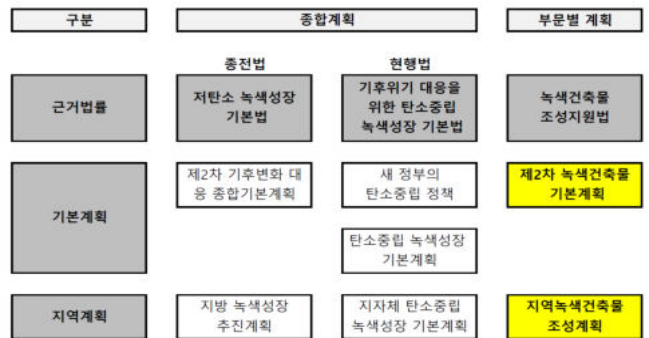 구분
종합계획
부문별 계획
종전법
현행법
근거법률
저탄소 녹색성장
기본법
기후위기 대응을
위한 탄소중립
녹색성장 기본법
녹색건축물
조성지원법
기본계획
제2차 기후변화 대
응 종합기본계획
새 정부의
탄소중립 정책
제2차 녹색건축물
기본계획
탄소중립 녹색성장
기본계획
지역계획
지방 녹색성장
추진계획
지자체 탄소중립
녹색성장 기본계획
지역녹색건축물
조성계획